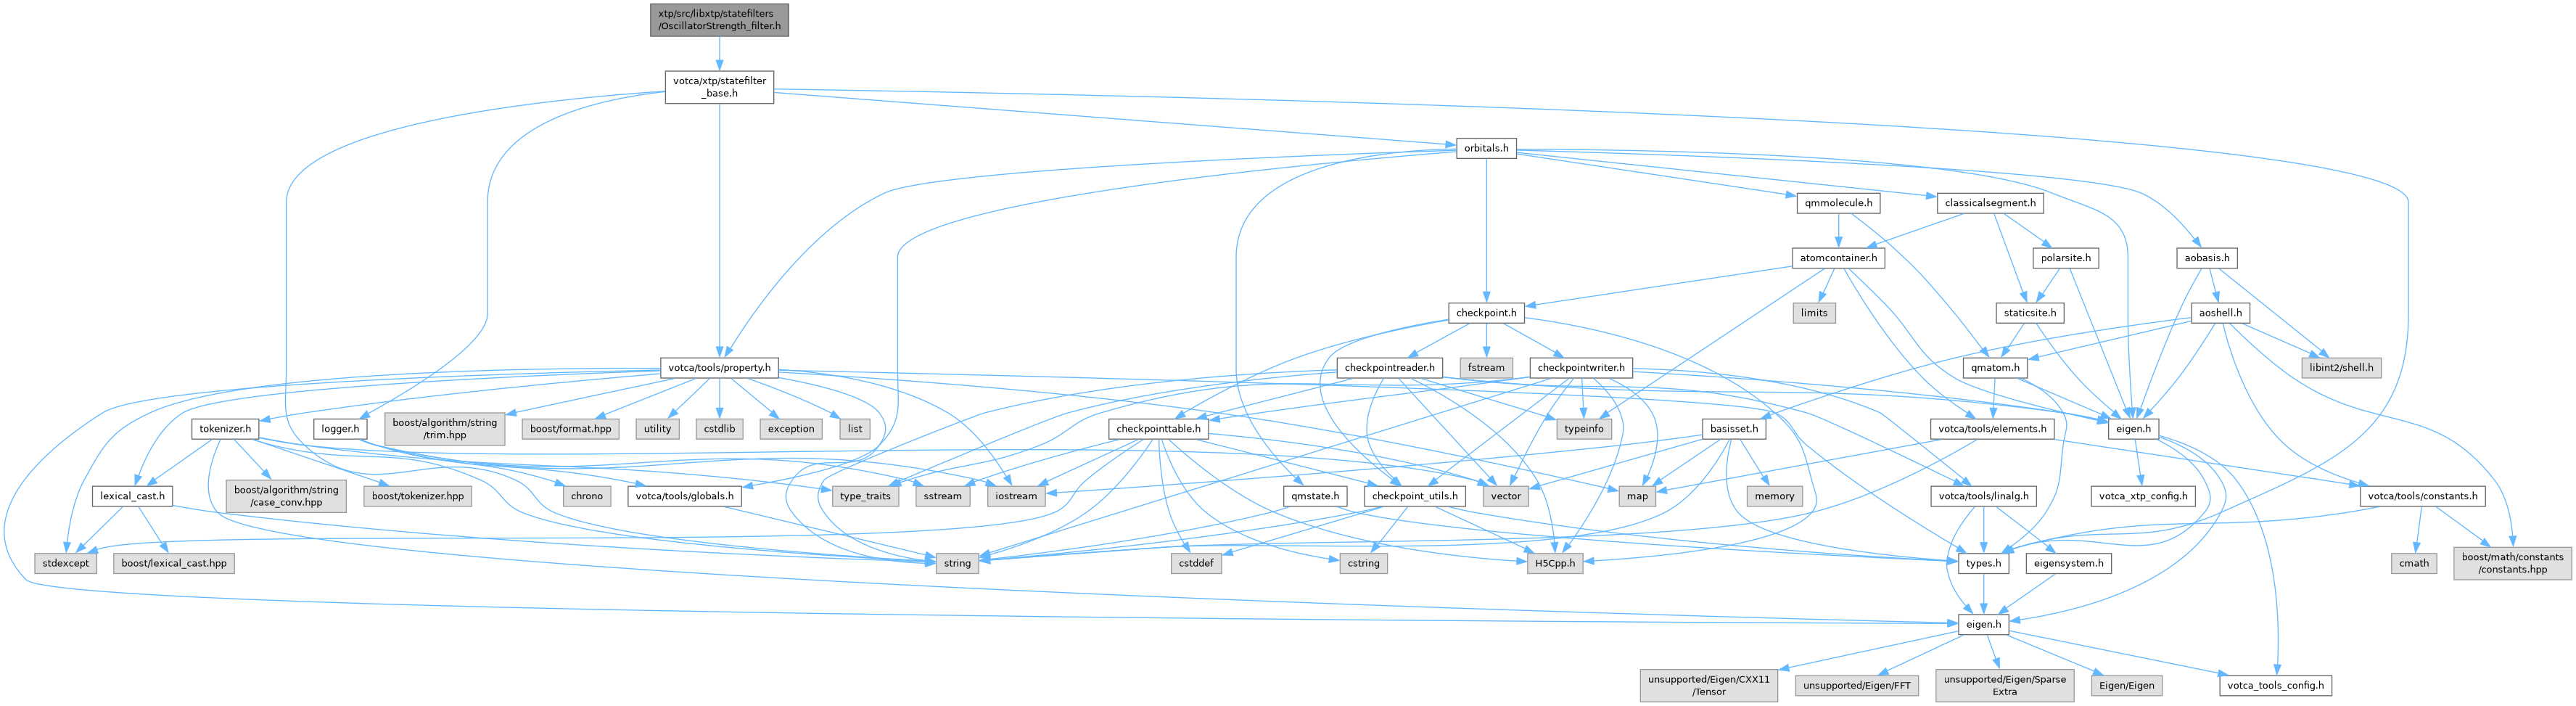 xtp/src/libxtp/statefilters
/OscillatorStrength_filter.h
votca/xtp/statefilter
_base.h
orbitals.h
qmmolecule.h
classicalsegment.h
atomcontainer.h
polarsite.h
aobasis.h
checkpoint.h
limits
staticsite.h
aoshell.h
votca/tools/property.h
checkpointreader.h
fstream
checkpointwriter.h
qmatom.h
libint2/shell.h
tokenizer.h
logger.h
boost/algorithm/string
/trim.hpp
boost/format.hpp
utility
cstdlib
exception
list
checkpointtable.h
typeinfo
basisset.h
votca/tools/elements.h
eigen.h
lexical_cast.h
boost/algorithm/string
/case_conv.hpp
boost/tokenizer.hpp
chrono
votca/tools/globals.h
type_traits
sstream
iostream
qmstate.h
checkpoint_utils.h
vector
map
memory
votca/tools/linalg.h
votca_xtp_config.h
votca/tools/constants.h
stdexcept
boost/lexical_cast.hpp
string
cstddef
cstring
H5Cpp.h
types.h
eigensystem.h
cmath
boost/math/constants
/constants.hpp
eigen.h
unsupported/Eigen/CXX11
/Tensor
unsupported/Eigen/FFT
unsupported/Eigen/Sparse
Extra
Eigen/Eigen
votca_tools_config.h